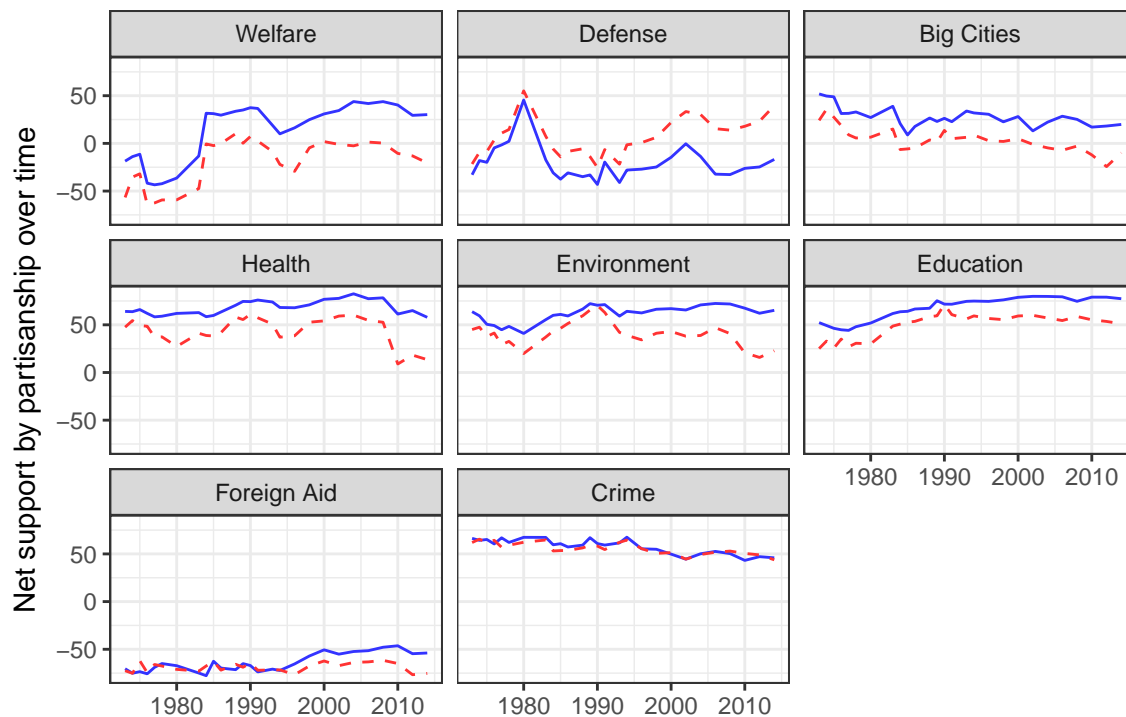 Welfare Defense Big Cities
50
0
−50
Health Environment Education
50
0
−50
1980 1990 2000 2010
Foreign Aid Crime
50
0
−50
1980 1990 2000 2010 1980 1990 2000 2010
Net support by partisanship over time